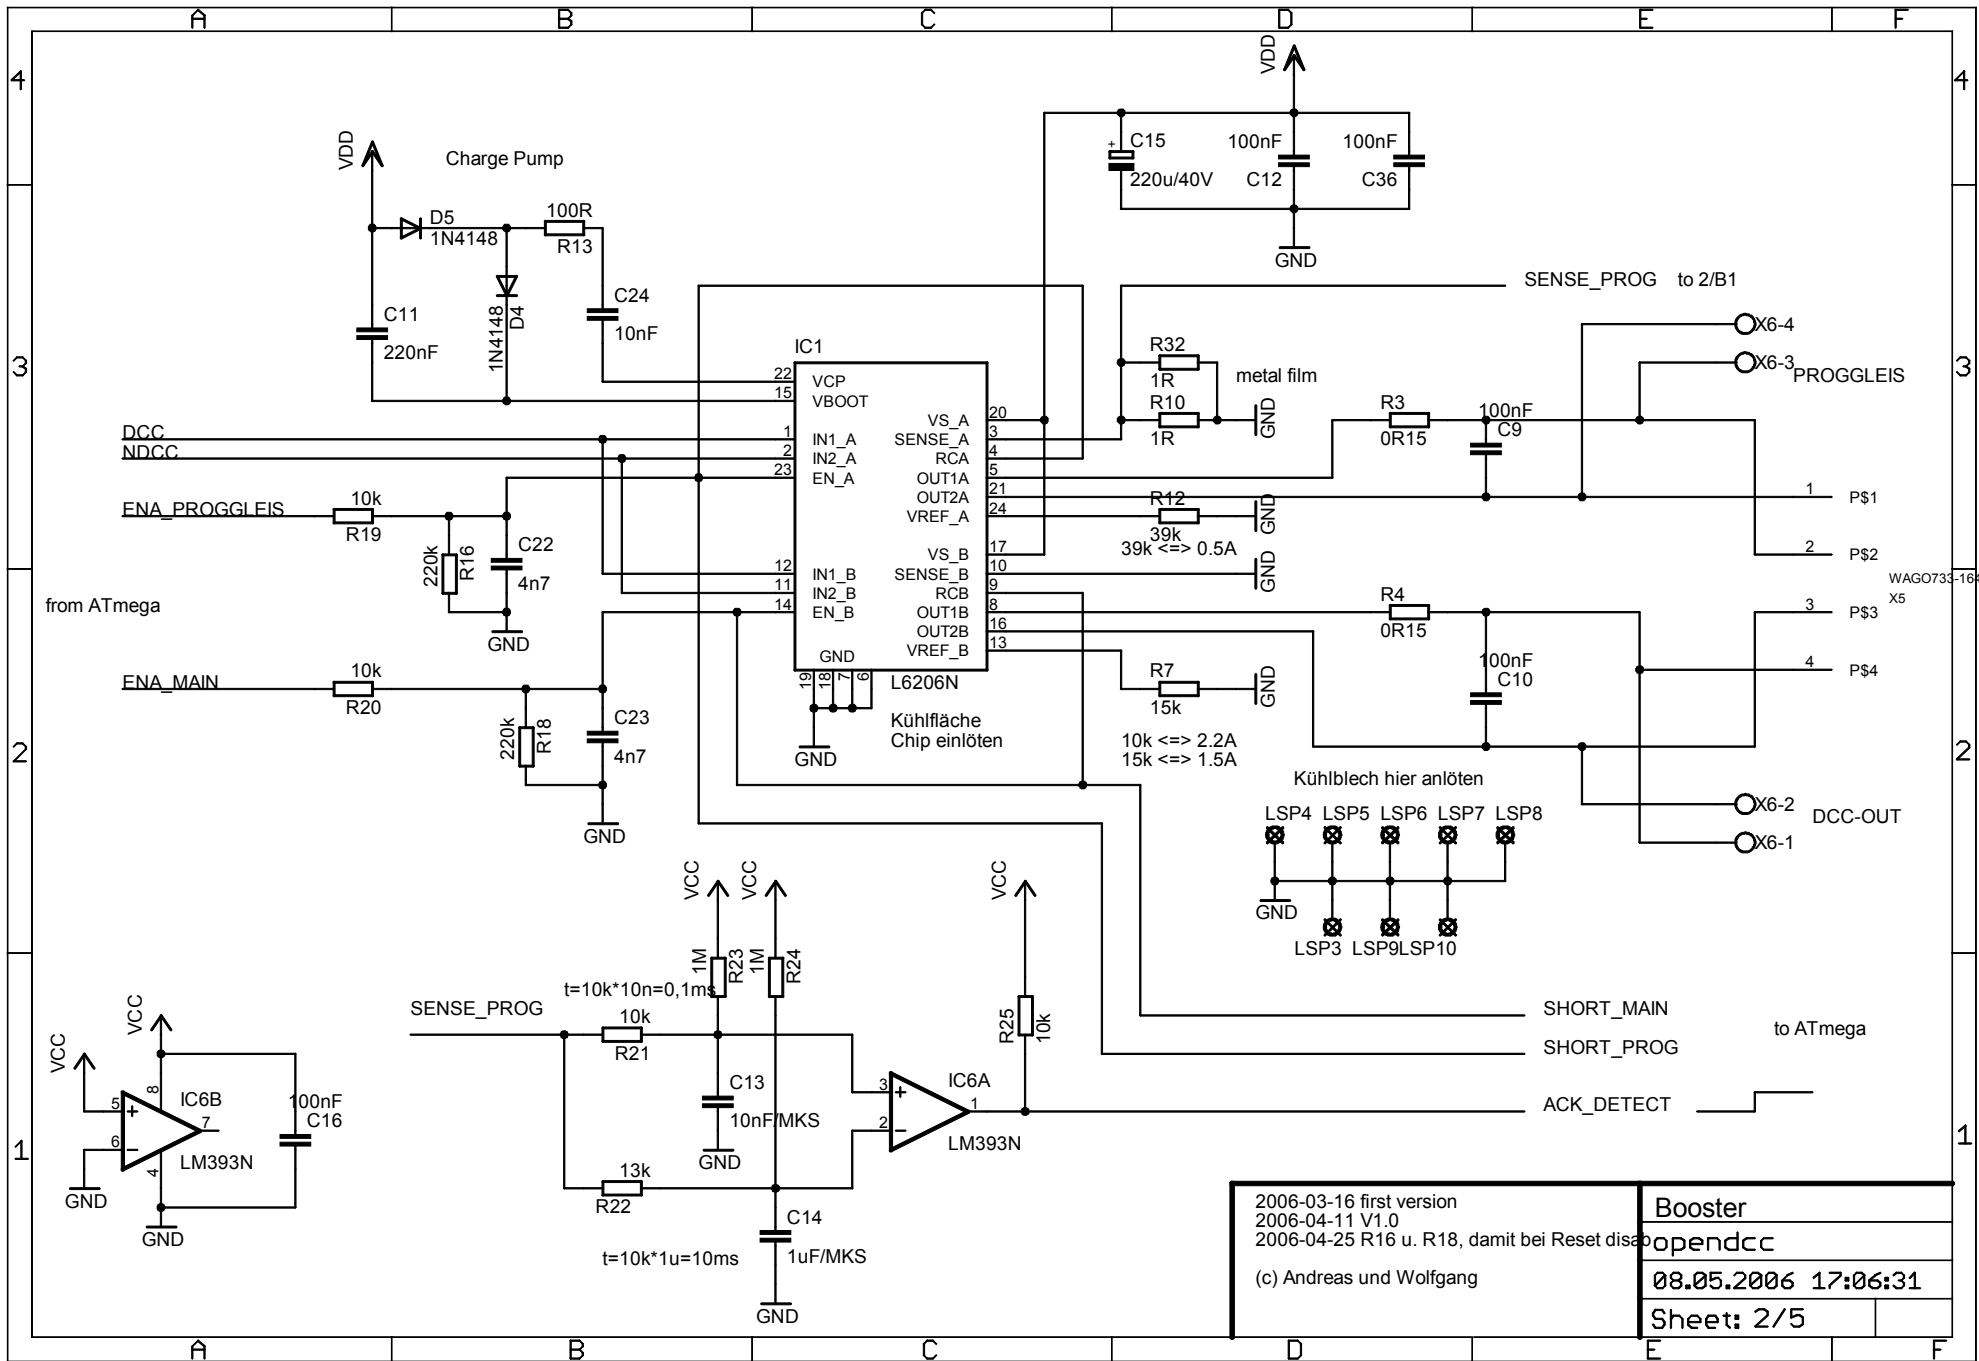 A B C D E F
4 4
VDD
VDD
Charge Pump
D5
1N4148
100R
R13
C15
220u/40V
100nF
C12
100nF
C36
GND
C11
220nF
1N4148
D4
C24
10nF
SENSE_PROG to 2/B1
X6-4
X6-3
PROGGLEIS
3 3
IC1
22 VCP
15 VBOOT
1 IN1_A
2 IN2_A
23 EN_A
12 IN1_B
11 IN2_B
14 EN_B
VS_A 20
SENSE_A 3
RCA 4
OUT1A 5
OUT2A 21
VREF_A 24
VS_B 17
SENSE_B 10
RCB 9
OUT1B 8
OUT2B 16
VREF_B 13
GND
19 18 7 6
L6206N
Kühlfläche
Chip einlöten
GND
R32
1R
metal film
R10
1R
GND
R3
0R15
100nF
C9
DCC
NDCC
ENA_PROGGLEIS
10k
R19
220k
R16
C22
4n7
GND
R12
39k
39k <=> 0.5A
GND
GND
1 P$1
2 P$2
WAGO733-164
X5
3 P$3
4 P$4
from ATmega
R4
0R15
100nF
C10
ENA_MAIN
10k
R20
220k
R18
C23
4n7
GND
R7
15k
GND
10k <=> 2.2A
15k <=> 1.5A
2 2
Kühlblech hier anlöten
LSP4 LSP5 LSP6 LSP7 LSP8
GND
LSP3 LSP9 LSP10
X6-2
DCC-OUT
X6-1
VCC
VCC
VCC
1M
R23
1M
R24
t=10k*10n=0,1ms
SENSE_PROG
10k
R21
C13
10nF/MKS
GND
R25
10k
SHORT_MAIN
to ATmega
SHORT_PROG
ACK_DETECT
IC6A
3 +
2 -
1
LM393N
VCC
VCC
5 +
6 -
8
4
7
IC6B
LM393N
100nF
C16
GND
GND
1 1
13k
R22
C14
1uF/MKS
t=10k*1u=10ms
GND
2006-03-16 first version
2006-04-11 V1.0
2006-04-25 R16 u. R18, damit bei Reset disab
(c) Andreas und Wolfgang
Booster
opendcc
08.05.2006 17:06:31
Sheet: 2/5
A B C D E F